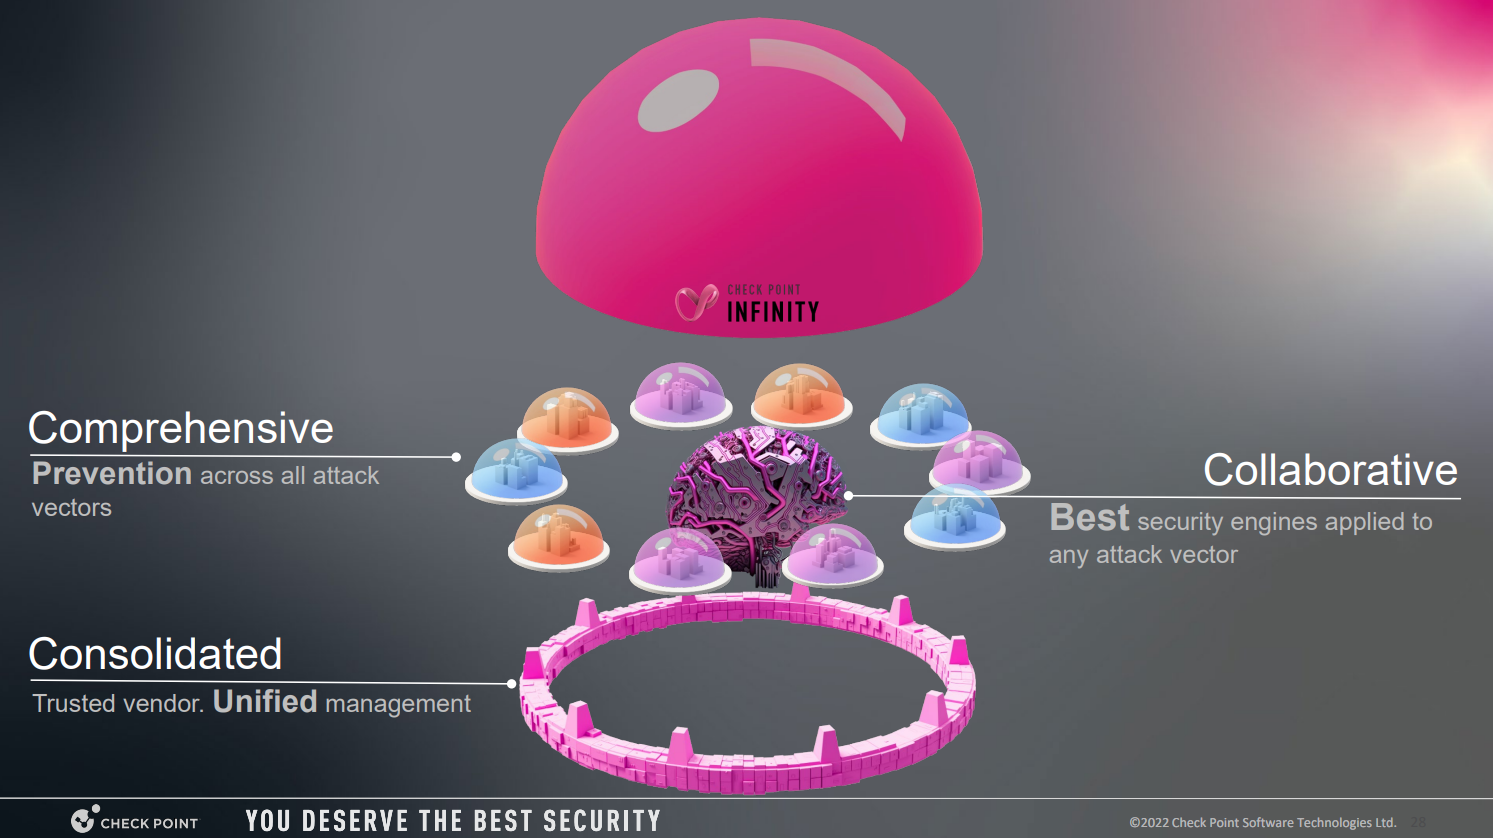 CHECK POINT
INFINITY
Comprehensive
Prevention across all attack
vectors
Collaborative
Best security engines applied to
any attack vector
Consolidated
Trusted vendor. Unified management
CHECK POINT
YOU DESERVE THE BEST SECURITY
©2022 Check Point Software Technologies Ltd. 28